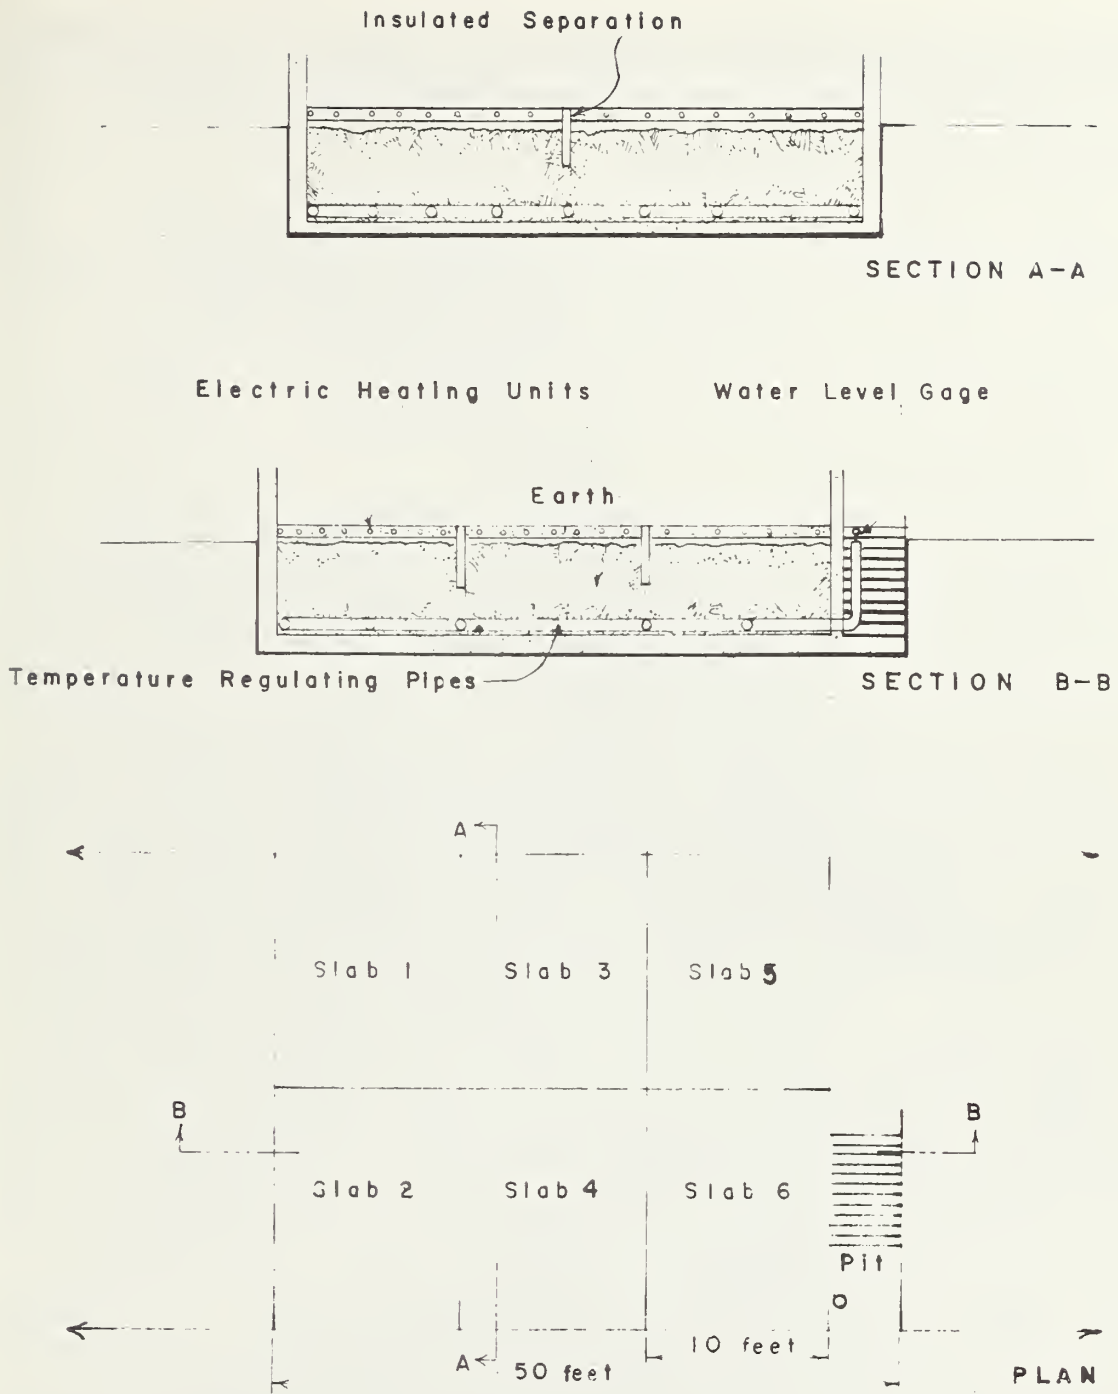 Insulated Separation
SECTION A-A
Electric Heating Units
Water Level Gage
Earth
Temperature Regulating Pipes
SECTION B-B
A
Slab 1
Slab 3
Slab 5
B
B
Slab 2
Slab 4
Slab 6
Pit
10 feet
A
50 feet
PLAN